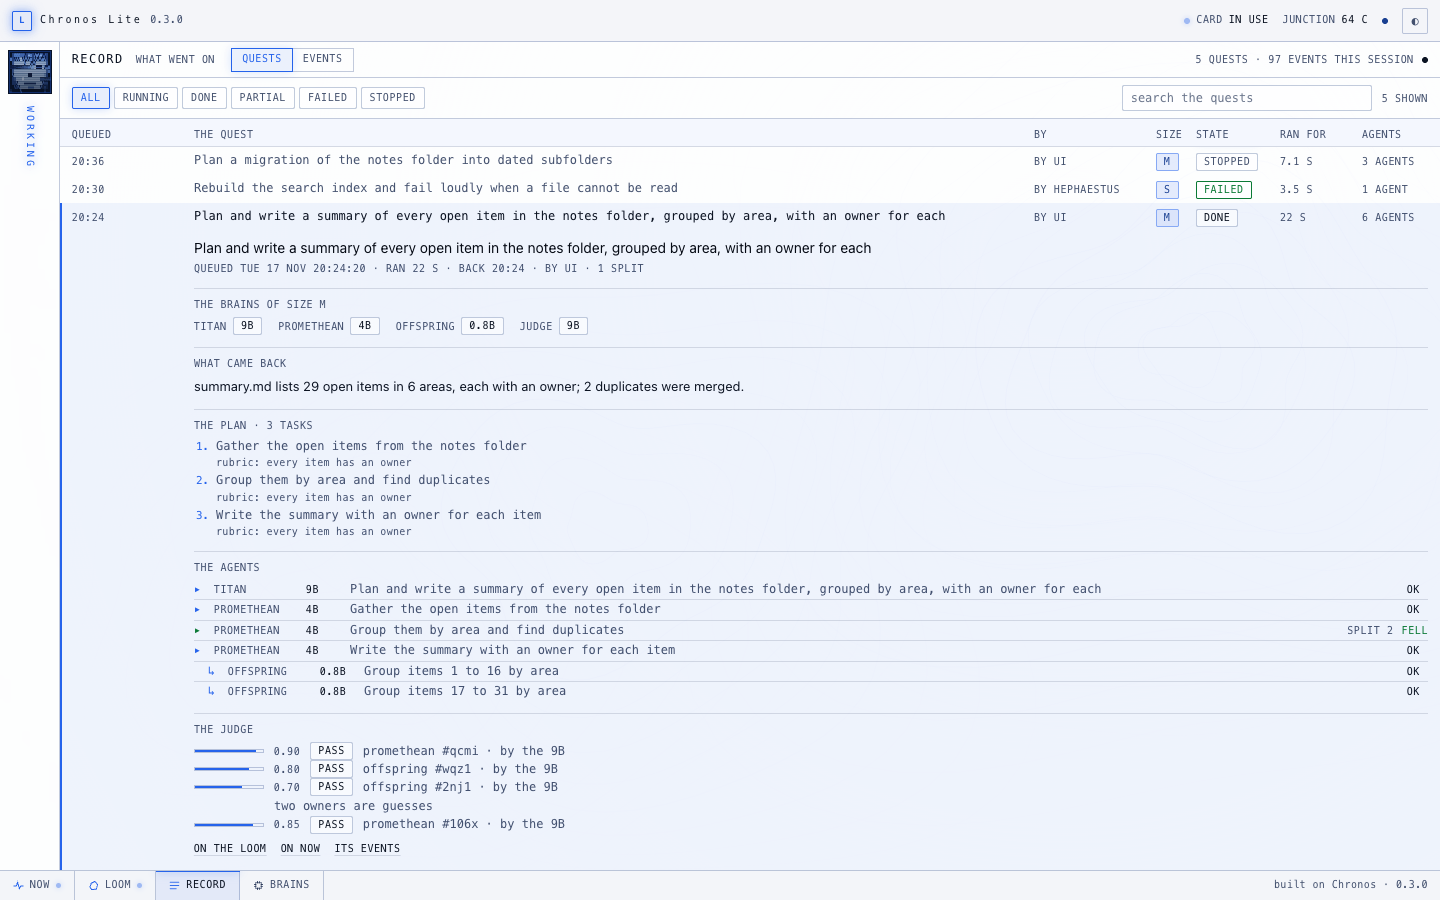 L Chronos Lite 0.3.0 CARD IN USE JUNCTION 64 C
WORKING
RECORD WHAT WENT ON QUESTS EVENTS 5 QUESTS · 97 EVENTS THIS SESSION
ALL RUNNING DONE PARTIAL FAILED STOPPED search the quests 5 SHOWN
QUEUED THE QUEST BY SIZE STATE RAN FOR AGENTS
20:36 Plan a migration of the notes folder into dated subfolders BY UI M STOPPED 7.1 S 3 AGENTS
20:30 Rebuild the search index and fail loudly when a file cannot be read BY HEPHAESTUS S FAILED 3.5 S 1 AGENT
20:24 Plan and write a summary of every open item in the notes folder, grouped by area, with an owner for each BY UI M DONE 22 S 6 AGENTS
Plan and write a summary of every open item in the notes folder, grouped by area, with an owner for each
QUEUED TUE 17 NOV 20:24:20 · RAN 22 S · BACK 20:24 · BY UI · 1 SPLIT
THE BRAINS OF SIZE M
TITAN 9B PROMETHEAN 4B OFFSPRING 0.8B JUDGE 9B
WHAT CAME BACK
summary.md lists 29 open items in 6 areas, each with an owner; 2 duplicates were merged.
THE PLAN · 3 TASKS
1. Gather the open items from the notes folder
rubric: every item has an owner
2. Group them by area and find duplicates
rubric: every item has an owner
3. Write the summary with an owner for each item
rubric: every item has an owner
THE AGENTS
▸ TITAN 9B Plan and write a summary of every open item in the notes folder, grouped by area, with an owner for each OK
▸ PROMETHEAN 4B Gather the open items from the notes folder OK
▸ PROMETHEAN 4B Group them by area and find duplicates SPLIT 2 FELL
▸ PROMETHEAN 4B Write the summary with an owner for each item OK
↳ OFFSPRING 0.8B Group items 1 to 16 by area OK
↳ OFFSPRING 0.8B Group items 17 to 31 by area OK
THE JUDGE
0.90 PASS promethean #qcmi · by the 9B
0.80 PASS offspring #wqz1 · by the 9B
0.70 PASS offspring #2nj1 · by the 9B
two owners are guesses
0.85 PASS promethean #106x · by the 9B
ON THE LOOM ON NOW ITS EVENTS
NOW LOOM RECORD BRAINS built on Chronos · 0.3.0